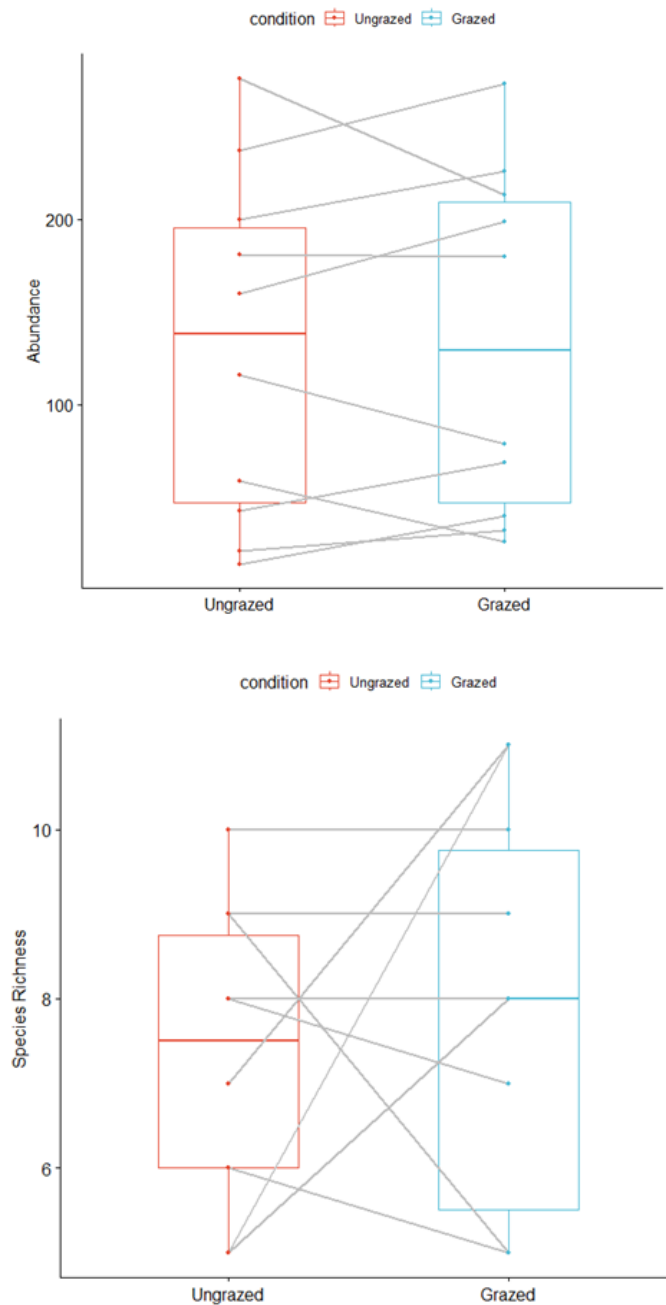 condition Ungrazed Grazed
Abundance
200
100
Ungrazed Grazed
condition Ungrazed Grazed
Species Richness
10
8
6
Ungrazed Grazed